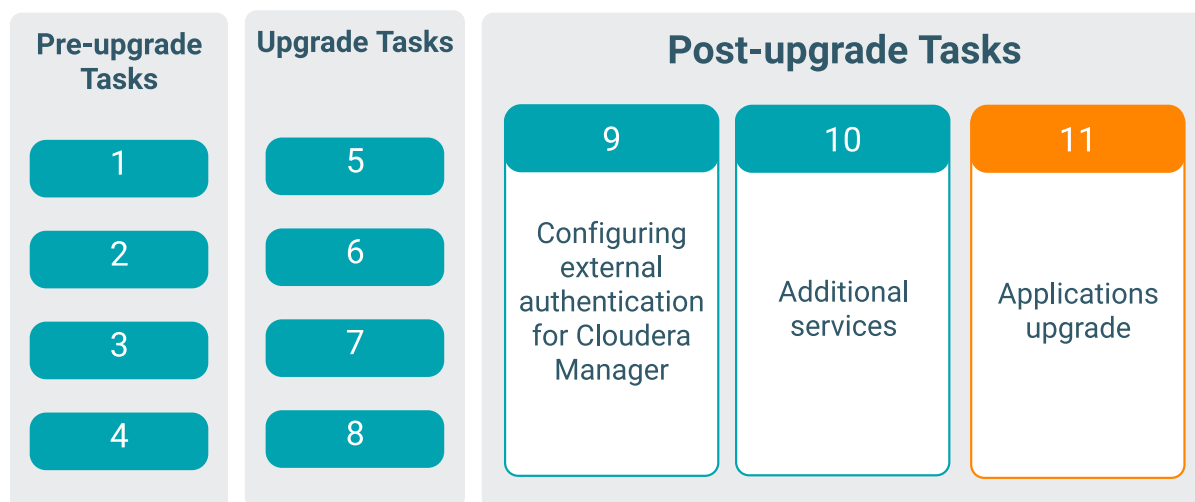 Pre-upgrade
Tasks
1
2
3
4
Upgrade Tasks
5
6
7
8
Post-upgrade Tasks
9
Configuring
external
authentication
for Cloudera
Manager
10
Additional
services
11
Applications
upgrade